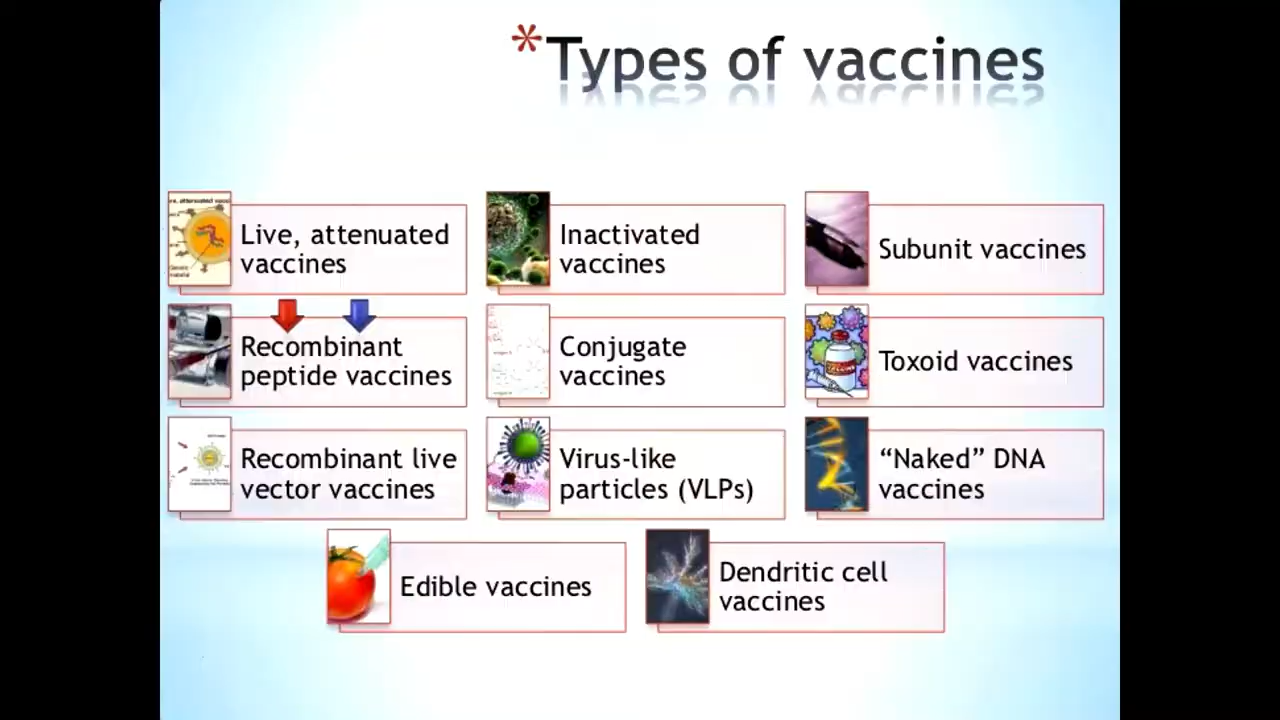 *Types of vaccines
Live, attenuated
vaccines
Inactivated
vaccines
Subunit vaccines
Recombinant
peptide vaccines
Conjugate
vaccines
Toxoid vaccines
Recombinant live
vector vaccines
Virus-like
particles (VLPs)
“Naked” DNA
vaccines
Edible vaccines
Dendritic cell
vaccines